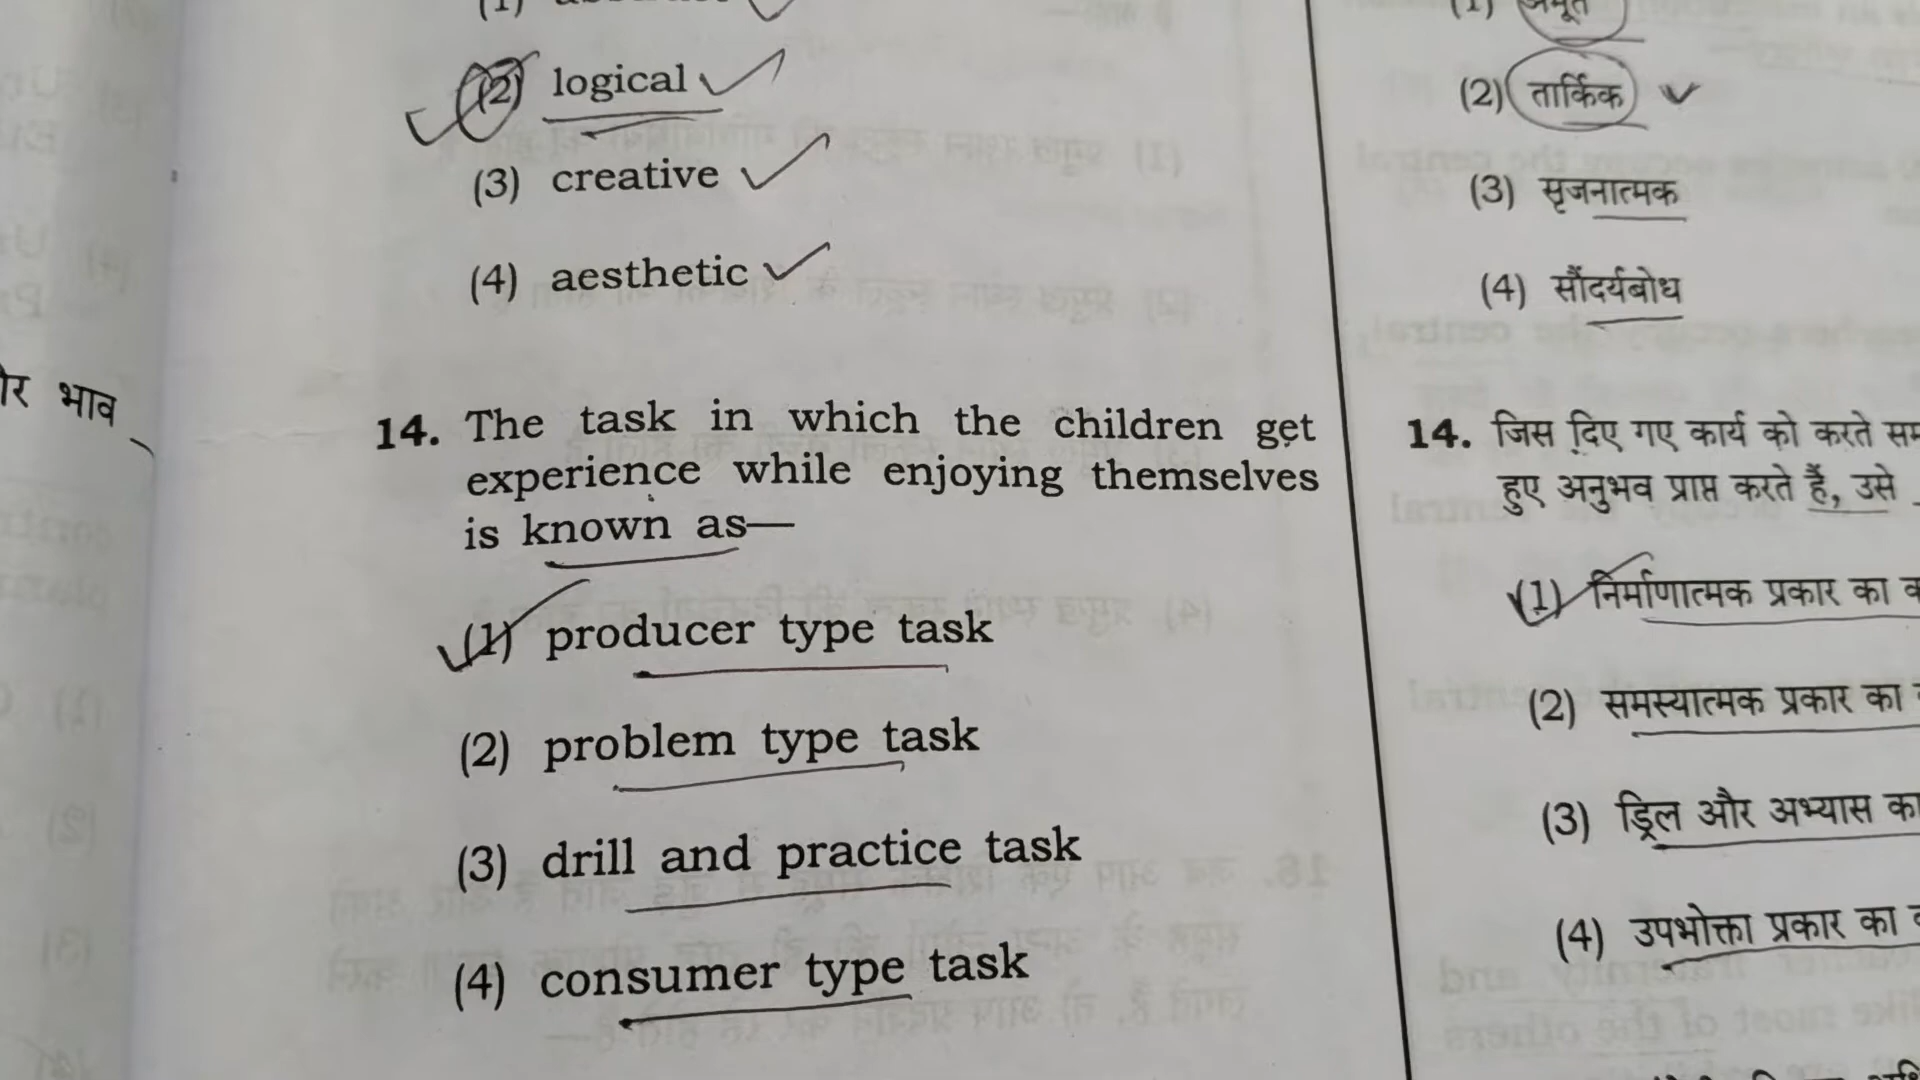 (2) logical
(3) creative
(4) aesthetic
14. The task in which the children get
experience while enjoying themselves
is known as—
(1) producer type task
(2) problem type task
(3) drill and practice task
(4) consumer type task
र भाव
(1) अमूर्त
(2) तार्किक
(3) सृजनात्मक
(4) सौंदर्यबोध
14. जिस दिए गए कार्य को करते
हुए अनुभव प्राप्त करते हैं, उसे
(1) निर्माणात्मक प्रकार का
(2) समस्यात्मक प्रकार का
(3) ड्रिल और अभ्यास का
(4) उपभोक्ता प्रकार का